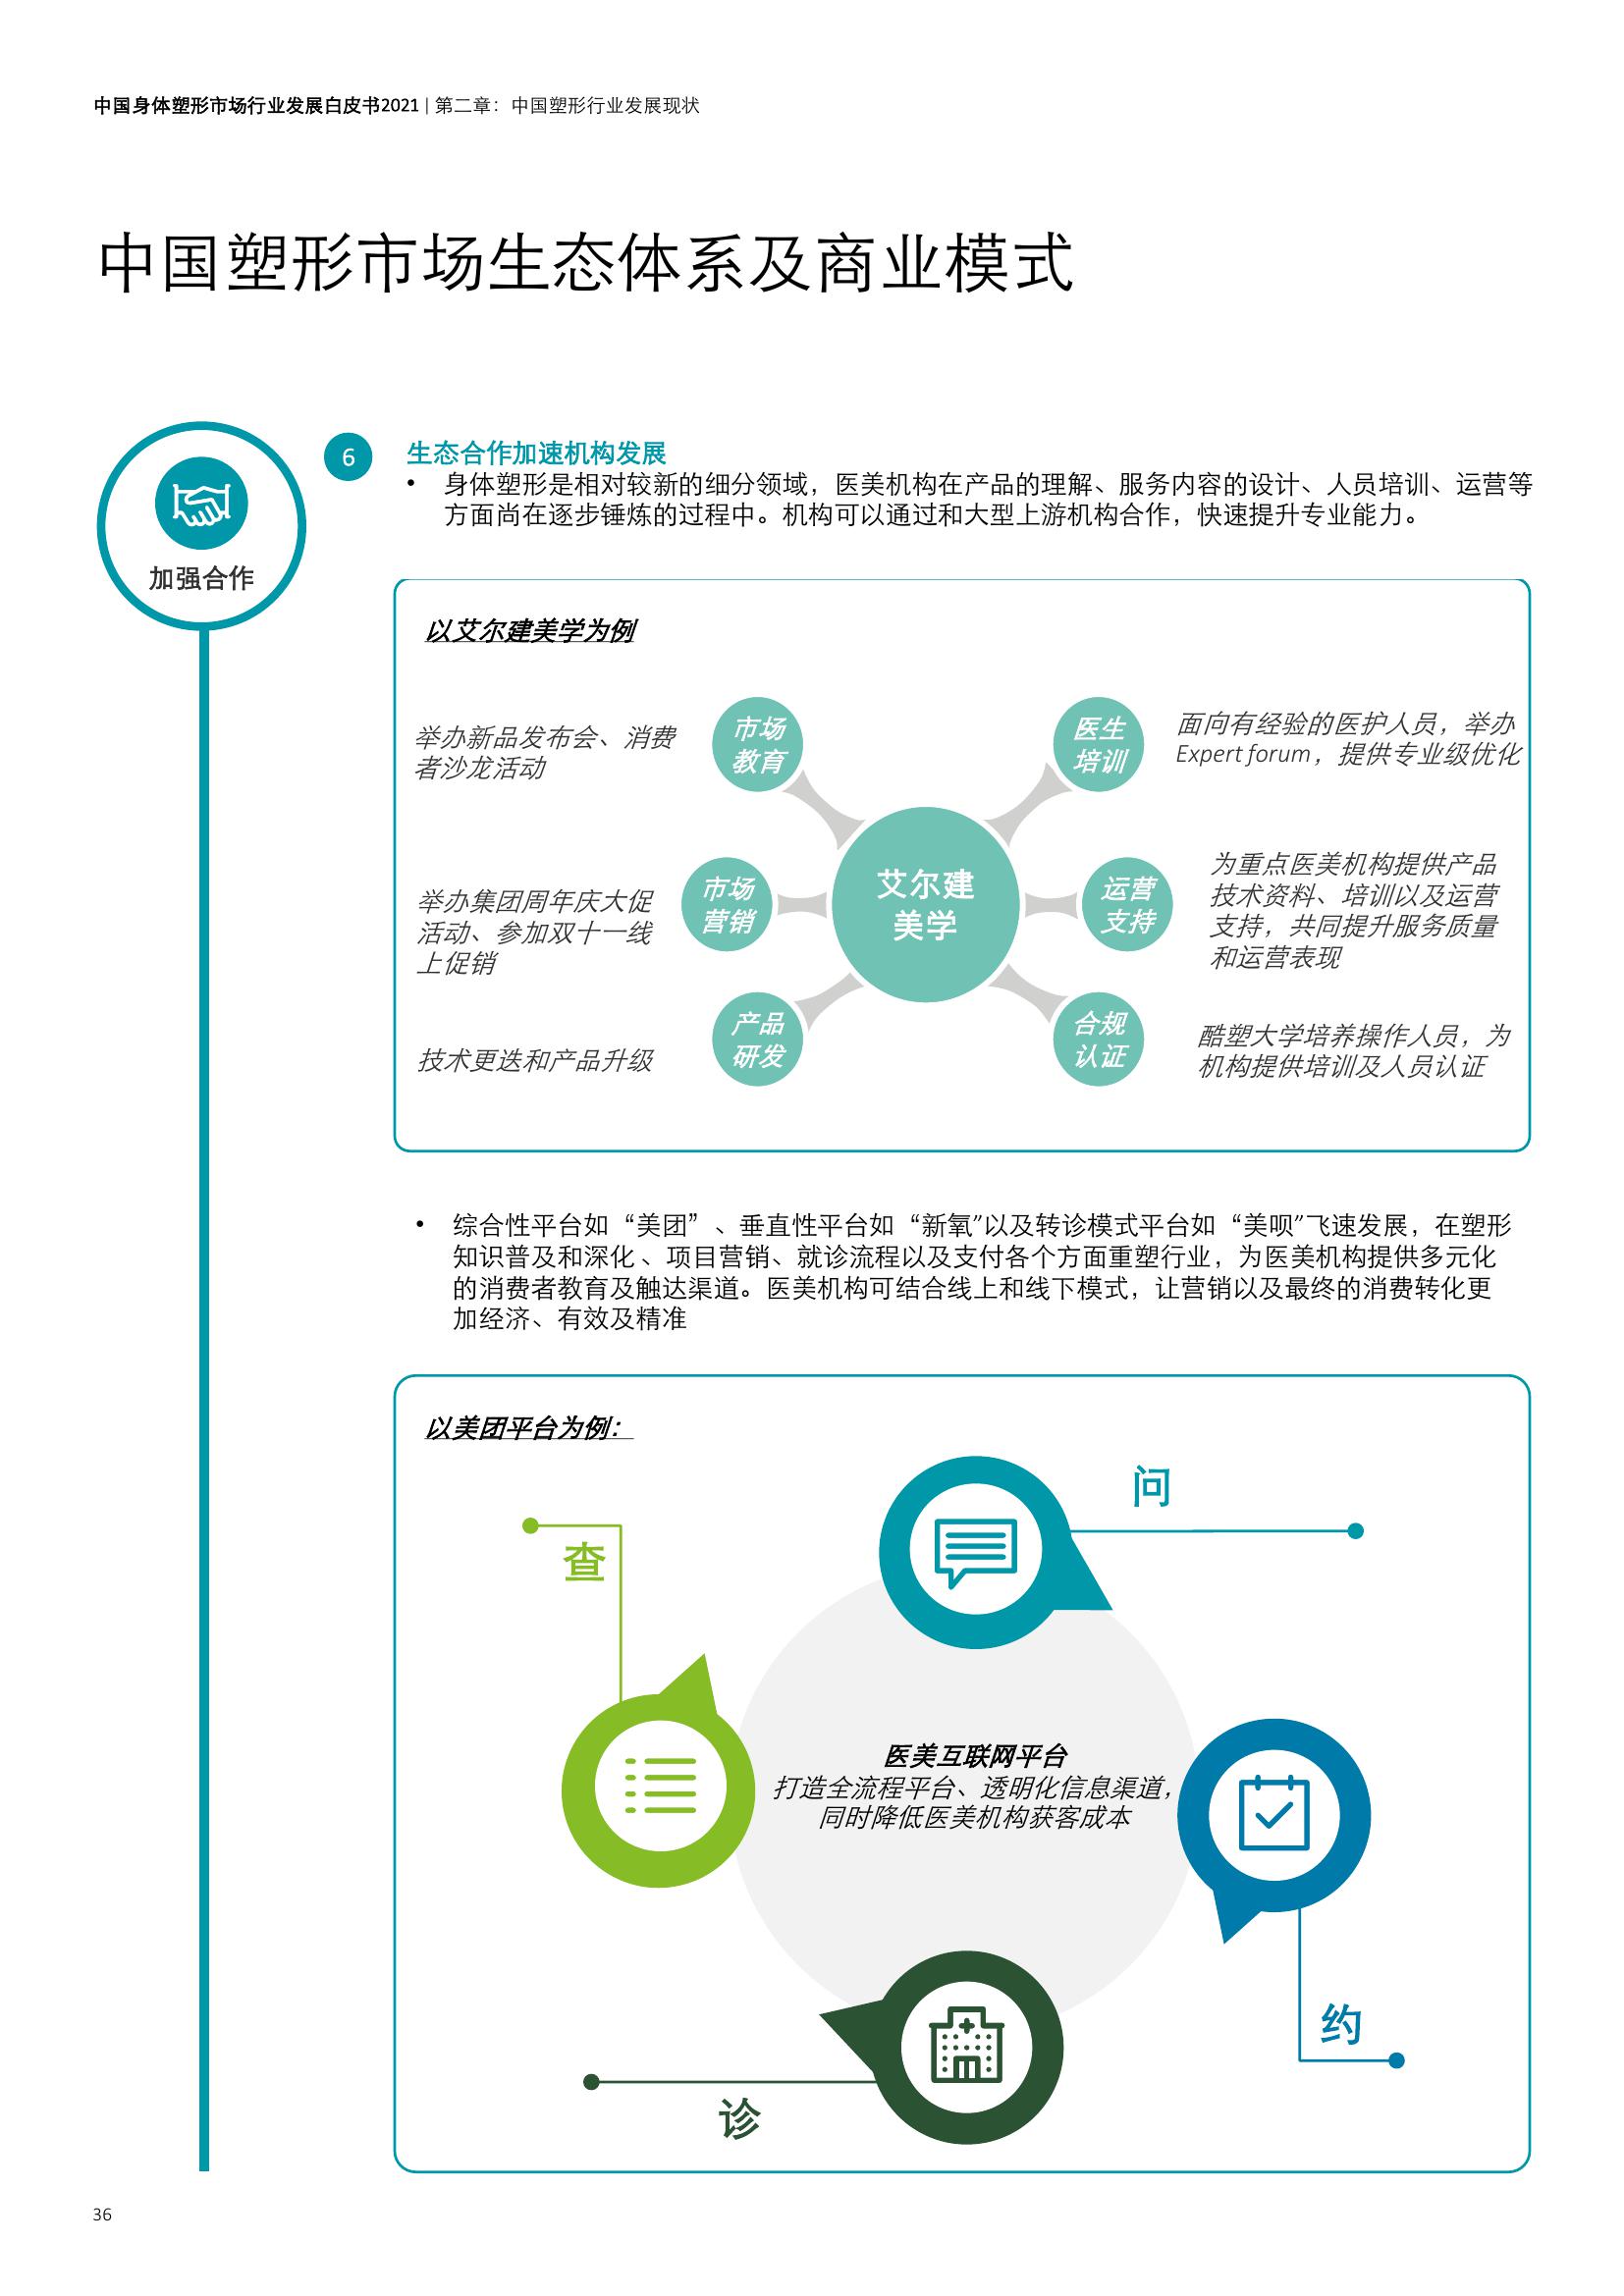 中国身体塑形市场行业发展白皮书2021 | 第二章：中国塑形行业发展现状
中国塑形市场生态体系及商业模式
加强合作
6
生态合作加速机构发展
• 身体塑形是相对较新的细分领域，医美机构在产品的理解、服务内容的设计、人员培训、运营等
方面尚在逐步锤炼的过程中。机构可以通过和大型上游机构合作，快速提升专业能力。
以艾尔建美学为例
举办新品发布会、消费
者沙龙活动
市场
教育
医生
培训
面向有经验的医护人员，举办
Expert forum，提供专业级优化
举办集团周年庆大促
活动、参加双十一线
上促销
市场
营销
艾尔建
美学
运营
支持
为重点医美机构提供产品
技术资料、培训以及运营
支持，共同提升服务质量
和运营表现
技术更迭和产品升级
产品
研发
合规
认证
酷塑大学培养操作人员，为
机构提供培训及人员认证
• 综合性平台如“美团”、垂直性平台如“新氧”以及转诊模式平台如“美呗”飞速发展，在塑形
知识普及和深化、项目营销、就诊流程以及支付各个方面重塑行业，为医美机构提供多元化
的消费者教育及触达渠道。医美机构可结合线上和线下模式，让营销以及最终的消费转化更
加经济、有效及精准
以美团平台为例：
问
查
医美互联网平台
打造全流程平台、透明化信息渠道，
同时降低医美机构获客成本
约
诊
36